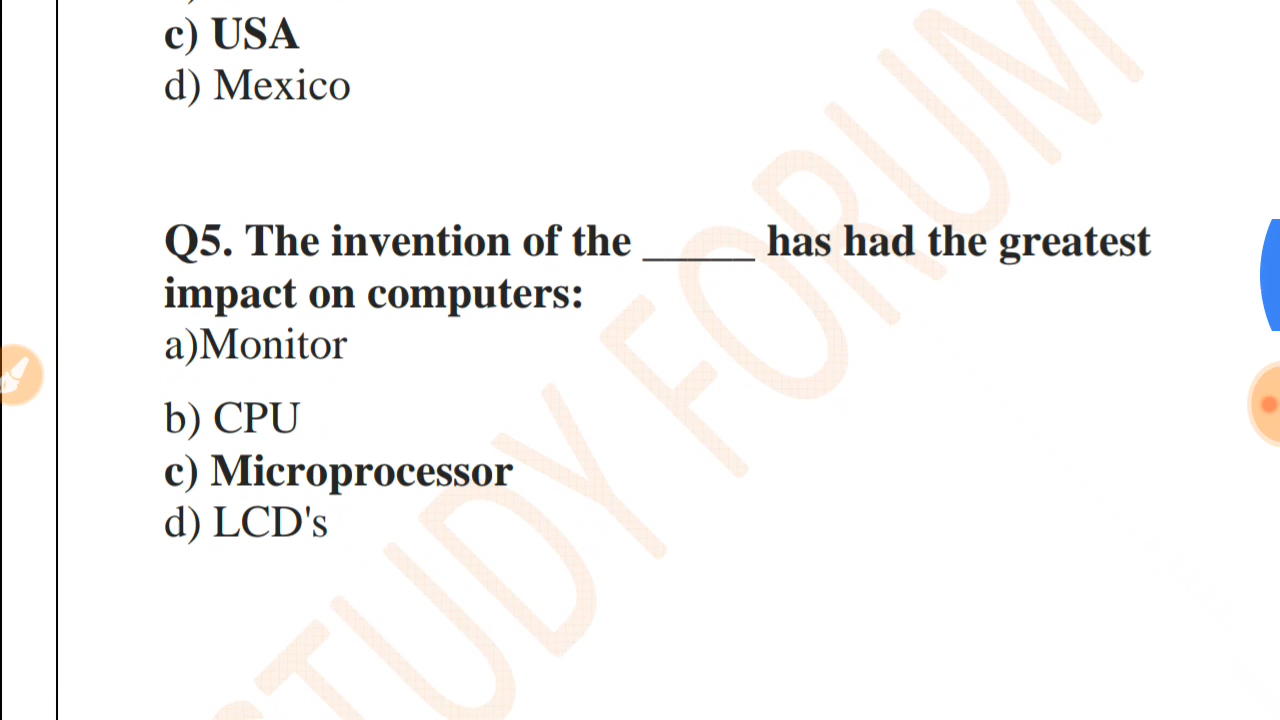 c) USA
d) Mexico
Q5. The invention of the ______ has had the greatest
impact on computers:
a)Monitor
b) CPU
c) Microprocessor
d) LCD's
STUDY FORUM